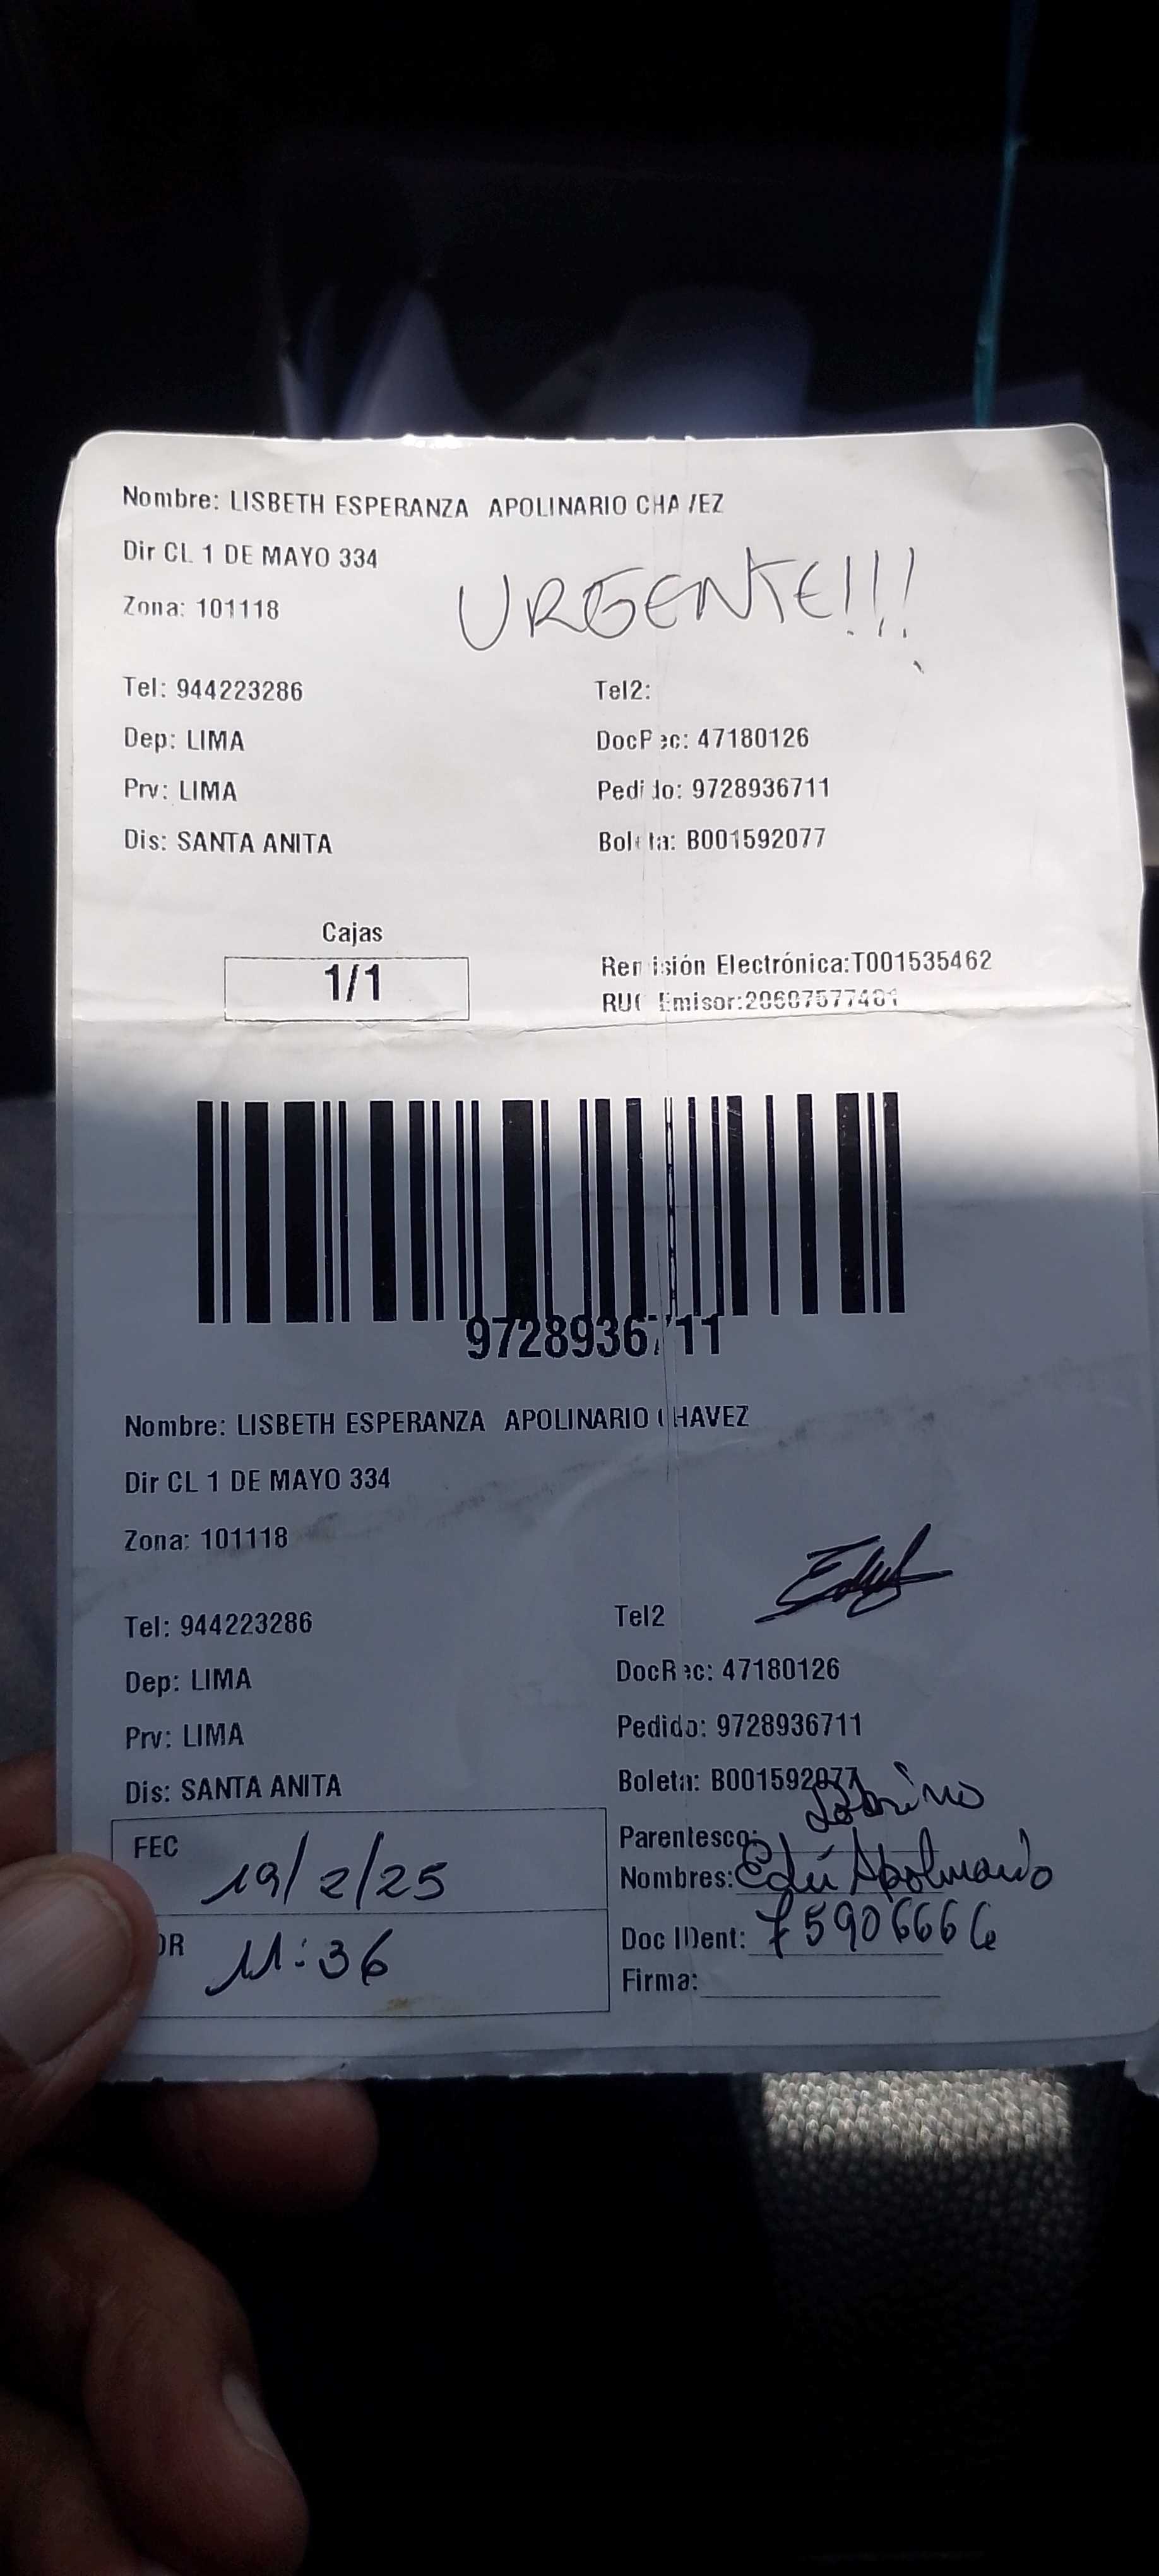 Nombre: LISBETH ESPERANZA APOLINARIO CHAVEZ
Dir CL 1 DE MAYO 334
URGENTE!!!
Zona: 101118
Tel: 944223286 Tel2:
Dep: LIMA DocRec: 47180126
Prv: LIMA Pedido: 9728936711
Dis: SANTA ANITA Boleta: B001592077
Cajas
1/1
Remisión Electrónica:T001535462
RUC Emisor:
9728936711
Nombre: LISBETH ESPERANZA APOLINARIO CHAVEZ
Dir CL 1 DE MAYO 334
Zona: 101118
Tel: 944223286 Tel2
Dep: LIMA DocRec: 47180126
Prv: LIMA Pedido: 9728936711
Dis: SANTA ANITA Boleta: B001592077
FEC 19/2/25
OR 11:36
Parentesco: Sobrino
Nombres: Edú Apolinario
Doc IDent: 75906666
Firma: